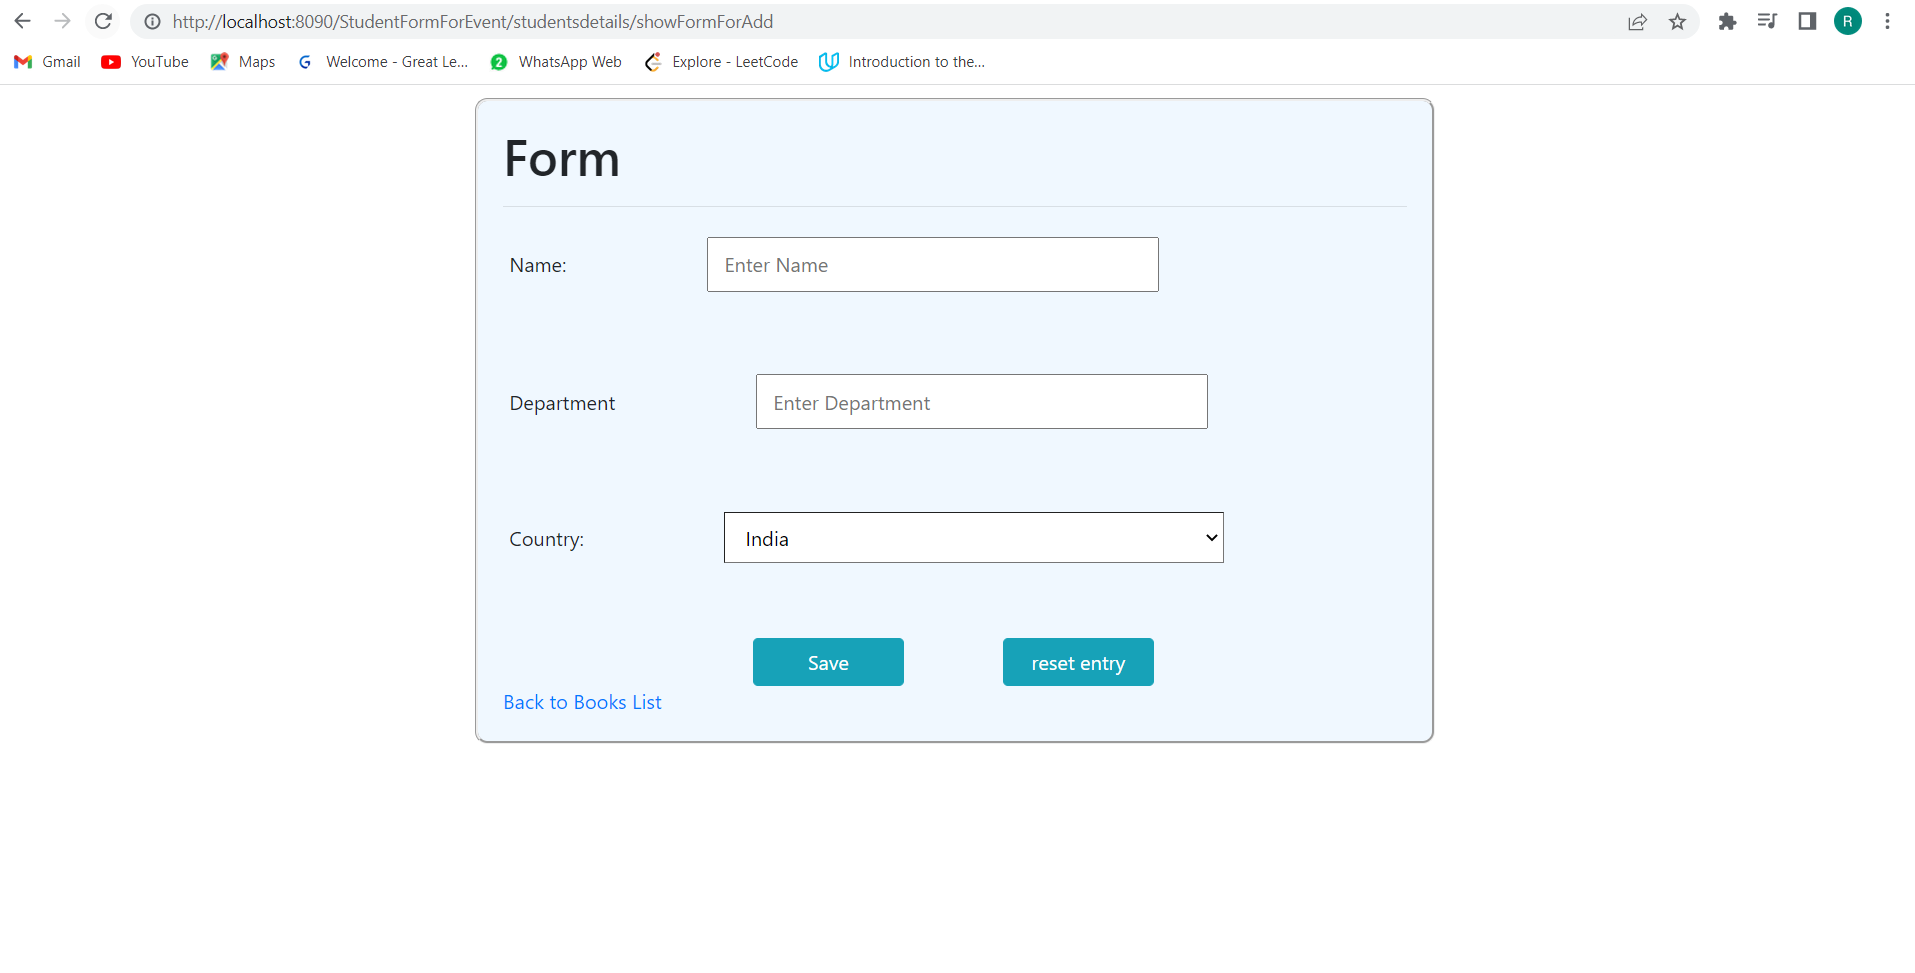 http://localhost:8090/StudentFormForEvent/studentsdetails/showFormForAdd R
Gmail YouTube Maps G Welcome - Great Le... 2 WhatsApp Web Explore - LeetCode Introduction to the...
Form
Name: Enter Name
Department Enter Department
Country: India
Save reset entry
Back to Books List